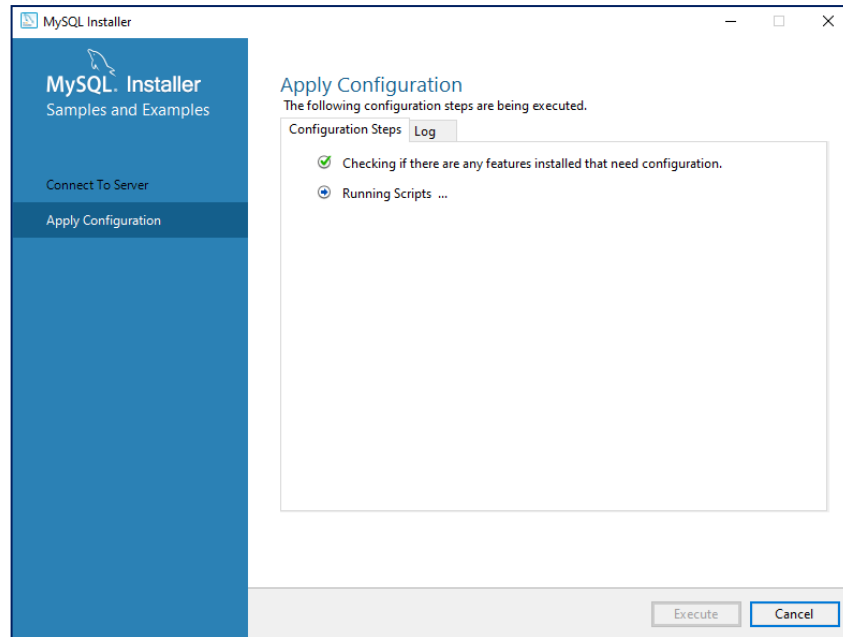 MySQL Installer
MySQL. Installer
Samples and Examples
Connect To Server
Apply Configuration
Apply Configuration
The following configuration steps are being executed.
Configuration Steps Log
Checking if there are any features installed that need configuration.
Running Scripts ...
Execute Cancel